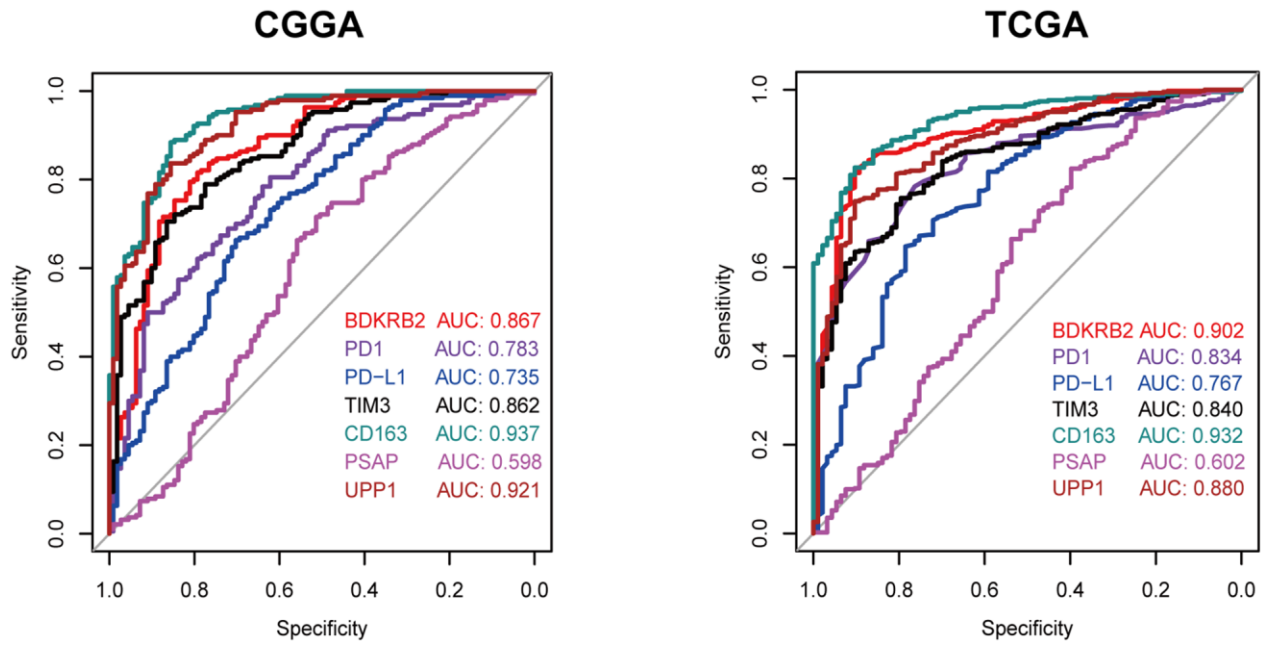 CGGA
Sensitivity
1.0
0.8
0.6
0.4
0.2
0.0
BDKRB2 AUC: 0.867
PD1 AUC: 0.783
PD−L1 AUC: 0.735
TIM3 AUC: 0.862
CD163 AUC: 0.937
PSAP AUC: 0.598
UPP1 AUC: 0.921
1.0 0.8 0.6 0.4 0.2 0.0
Specificity
TCGA
Sensitivity
1.0
0.8
0.6
0.4
0.2
0.0
BDKRB2 AUC: 0.902
PD1 AUC: 0.834
PD−L1 AUC: 0.767
TIM3 AUC: 0.840
CD163 AUC: 0.932
PSAP AUC: 0.602
UPP1 AUC: 0.880
1.0 0.8 0.6 0.4 0.2 0.0
Specificity